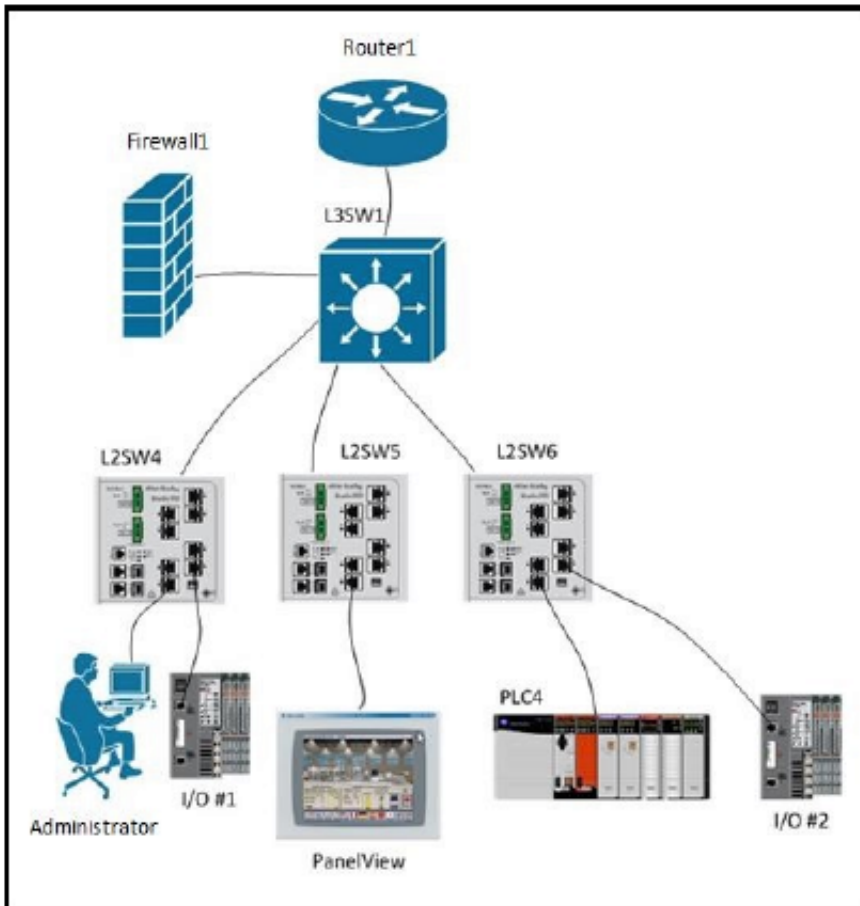 Router1
Firewall1
L3SW1
L2SW4
L2SW5
L2SW6
PLC4
I/O #1
Administrator
PanelView
I/O #2